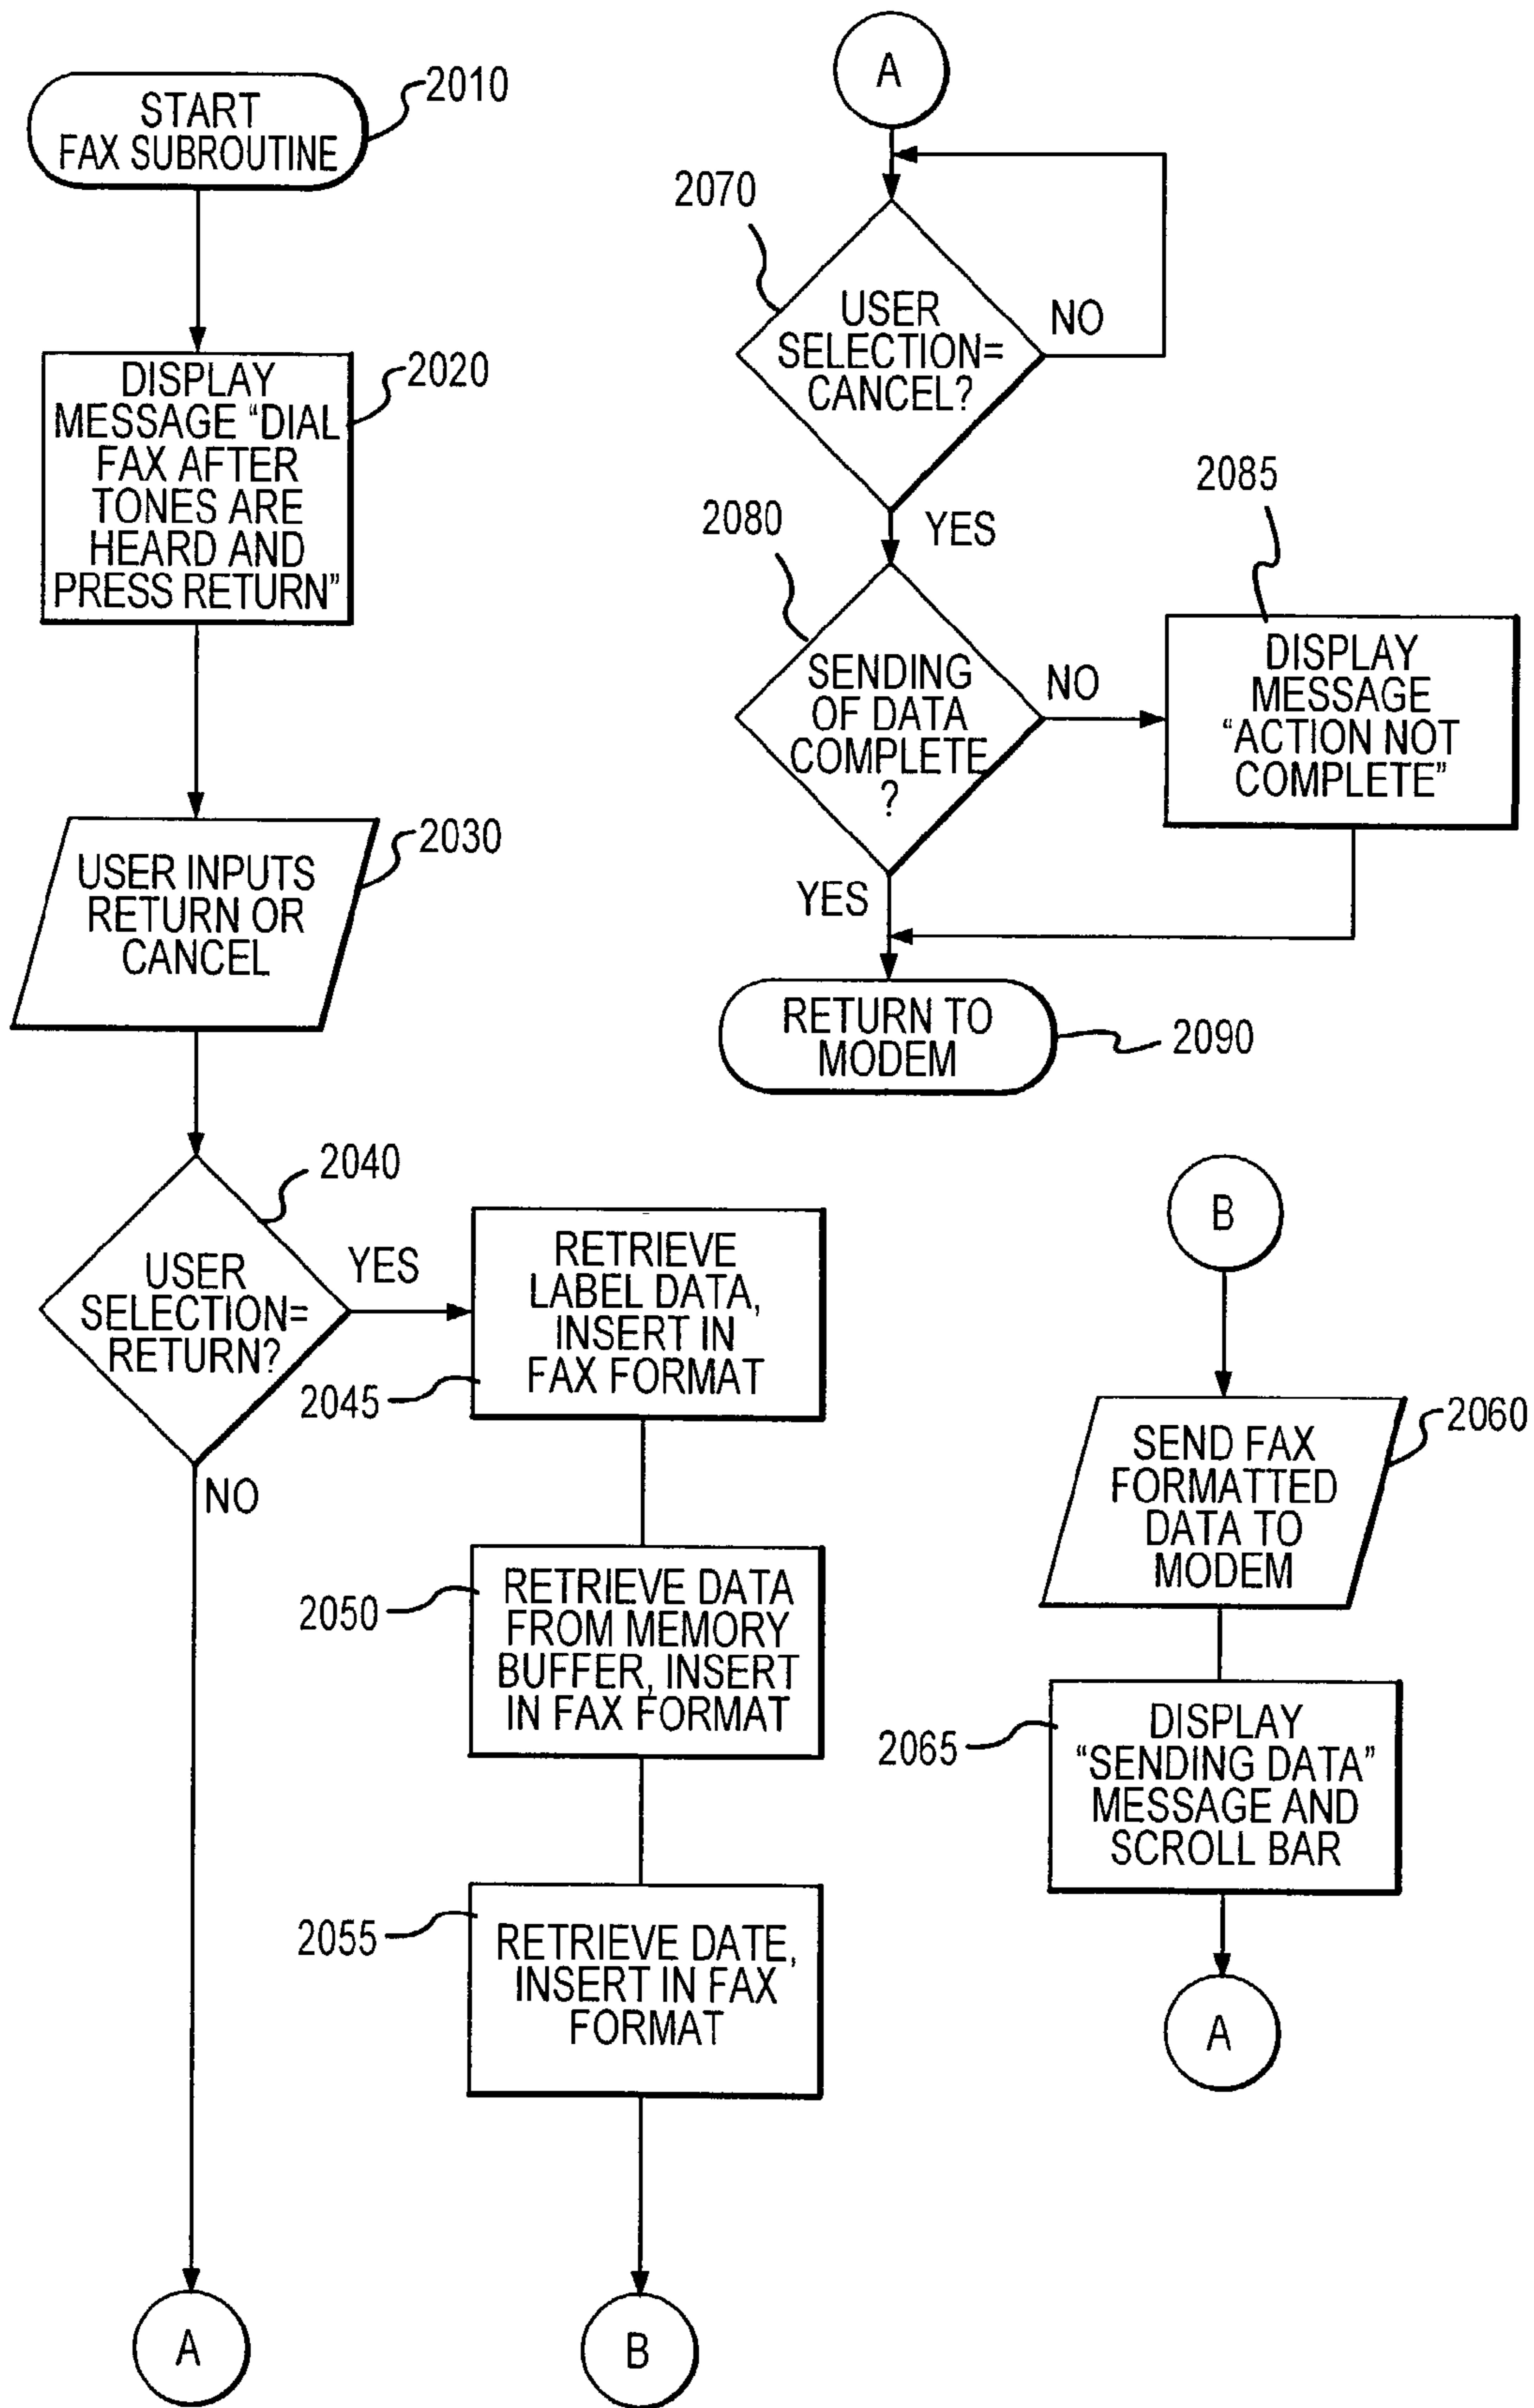 START
FAX SUBROUTINE
2010
DISPLAY
MESSAGE “DIAL
FAX AFTER
TONES ARE
HEARD AND
PRESS RETURN”
2020
USER INPUTS
RETURN OR
CANCEL
2030
USER
SELECTION=
RETURN?
2040
YES
NO
RETRIEVE
LABEL DATA,
INSERT IN
FAX FORMAT
2045
RETRIEVE DATA
FROM MEMORY
BUFFER, INSERT
IN FAX FORMAT
2050
RETRIEVE DATE,
INSERT IN FAX
FORMAT
2055
A
B
A
USER
SELECTION=
CANCEL?
2070
NO
YES
SENDING
OF DATA
COMPLETE
?
2080
NO
YES
DISPLAY
MESSAGE
“ACTION NOT
COMPLETE”
2085
RETURN TO
MODEM
2090
B
SEND FAX
FORMATTED
DATA TO
MODEM
2060
DISPLAY
“SENDING DATA”
MESSAGE AND
SCROLL BAR
2065
A